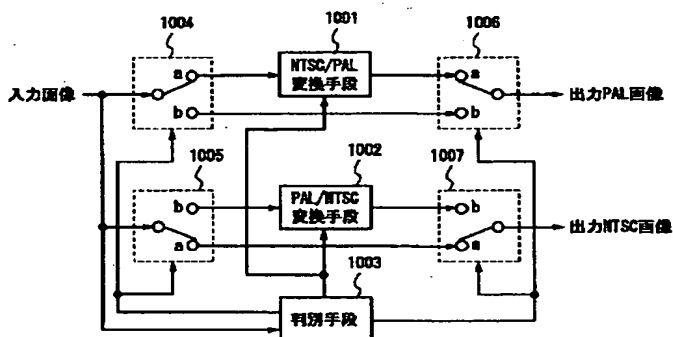 1004
1001
1006
a
NTSC/PAL
変換手段
a
入力画像
出力PAL画像
b
b
1005
1002
1007
b
PAL/NTSC
変換手段
b
出力NTSC画像
a
a
1003
判別手段